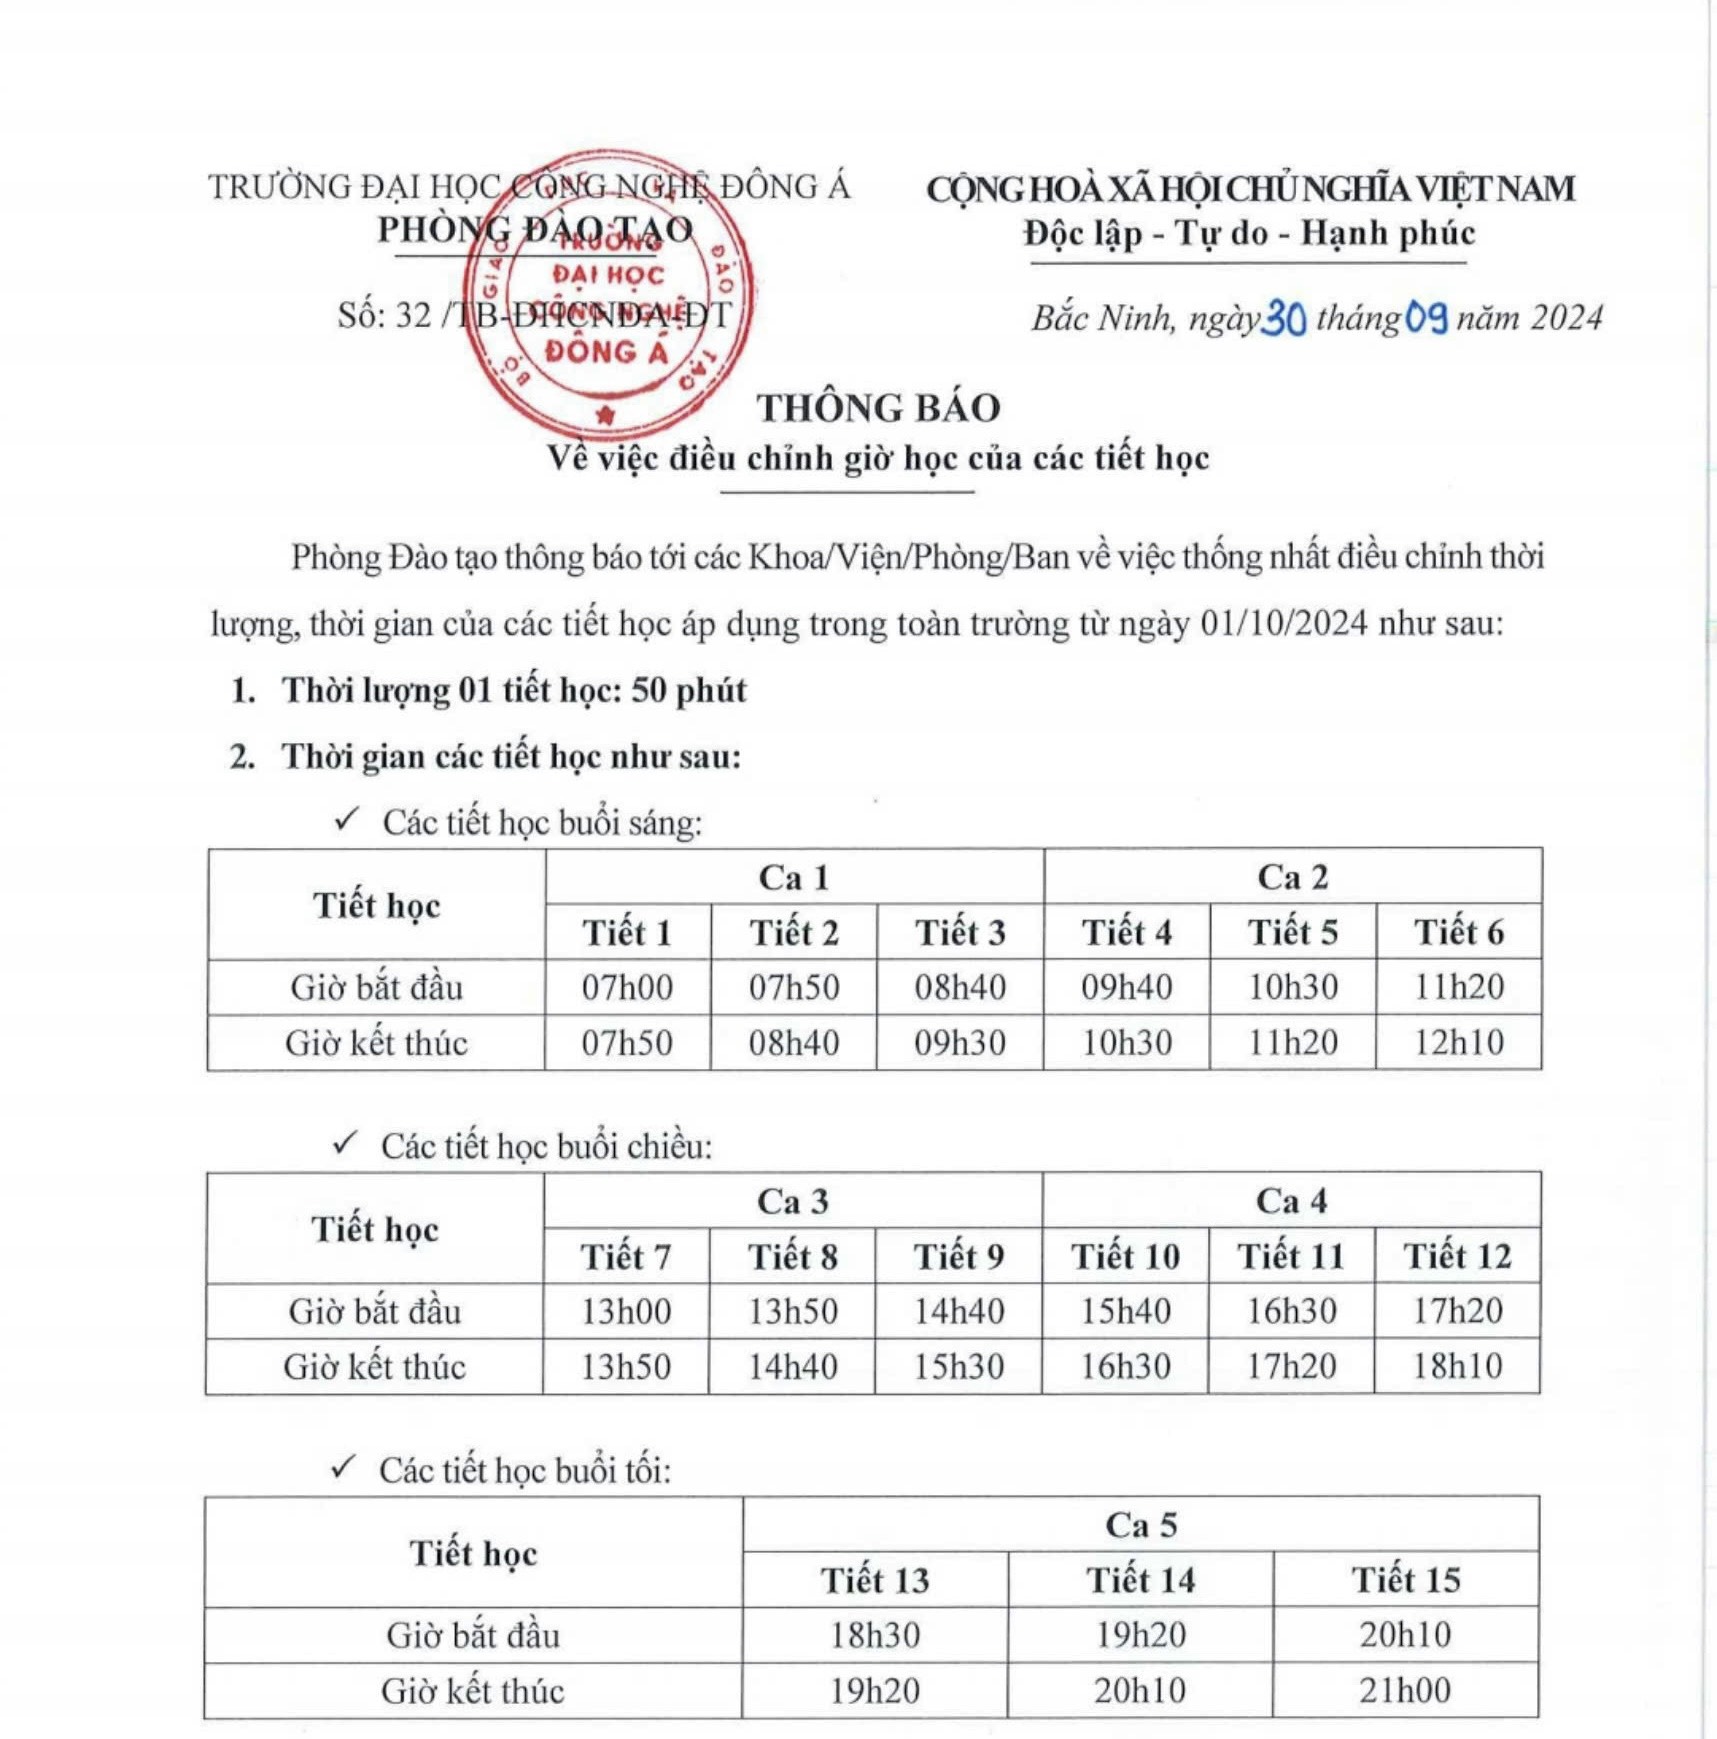 TRƯỜNG ĐẠI HỌC CÔNG NGHỆ ĐÔNG Á
PHÒNG ĐÀO TẠO
Số: 32 /TB-ĐHCNĐA-ĐT
CỘNG HOÀ XÃ HỘI CHỦ NGHĨA VIỆT NAM
Độc lập - Tự do - Hạnh phúc
Bắc Ninh, ngày 30 tháng 09 năm 2024
BỘ GIÁO DỤC VÀ ĐÀO TẠO
TRƯỜNG
ĐẠI HỌC
CÔNG NGHỆ
ĐÔNG Á
THÔNG BÁO
Về việc điều chỉnh giờ học của các tiết học
Phòng Đào tạo thông báo tới các Khoa/Viện/Phòng/Ban về việc thống nhất điều chỉnh thời
lượng, thời gian của các tiết học áp dụng trong toàn trường từ ngày 01/10/2024 như sau:
1. Thời lượng 01 tiết học: 50 phút
2. Thời gian các tiết học như sau:
✓ Các tiết học buổi sáng:
Tiết học Ca 1 Ca 2
Tiết 1 Tiết 2 Tiết 3 Tiết 4 Tiết 5 Tiết 6
Giờ bắt đầu 07h00 07h50 08h40 09h40 10h30 11h20
Giờ kết thúc 07h50 08h40 09h30 10h30 11h20 12h10
✓ Các tiết học buổi chiều:
Tiết học Ca 3 Ca 4
Tiết 7 Tiết 8 Tiết 9 Tiết 10 Tiết 11 Tiết 12
Giờ bắt đầu 13h00 13h50 14h40 15h40 16h30 17h20
Giờ kết thúc 13h50 14h40 15h30 16h30 17h20 18h10
✓ Các tiết học buổi tối:
Tiết học Ca 5
Tiết 13 Tiết 14 Tiết 15
Giờ bắt đầu 18h30 19h20 20h10
Giờ kết thúc 19h20 20h10 21h00